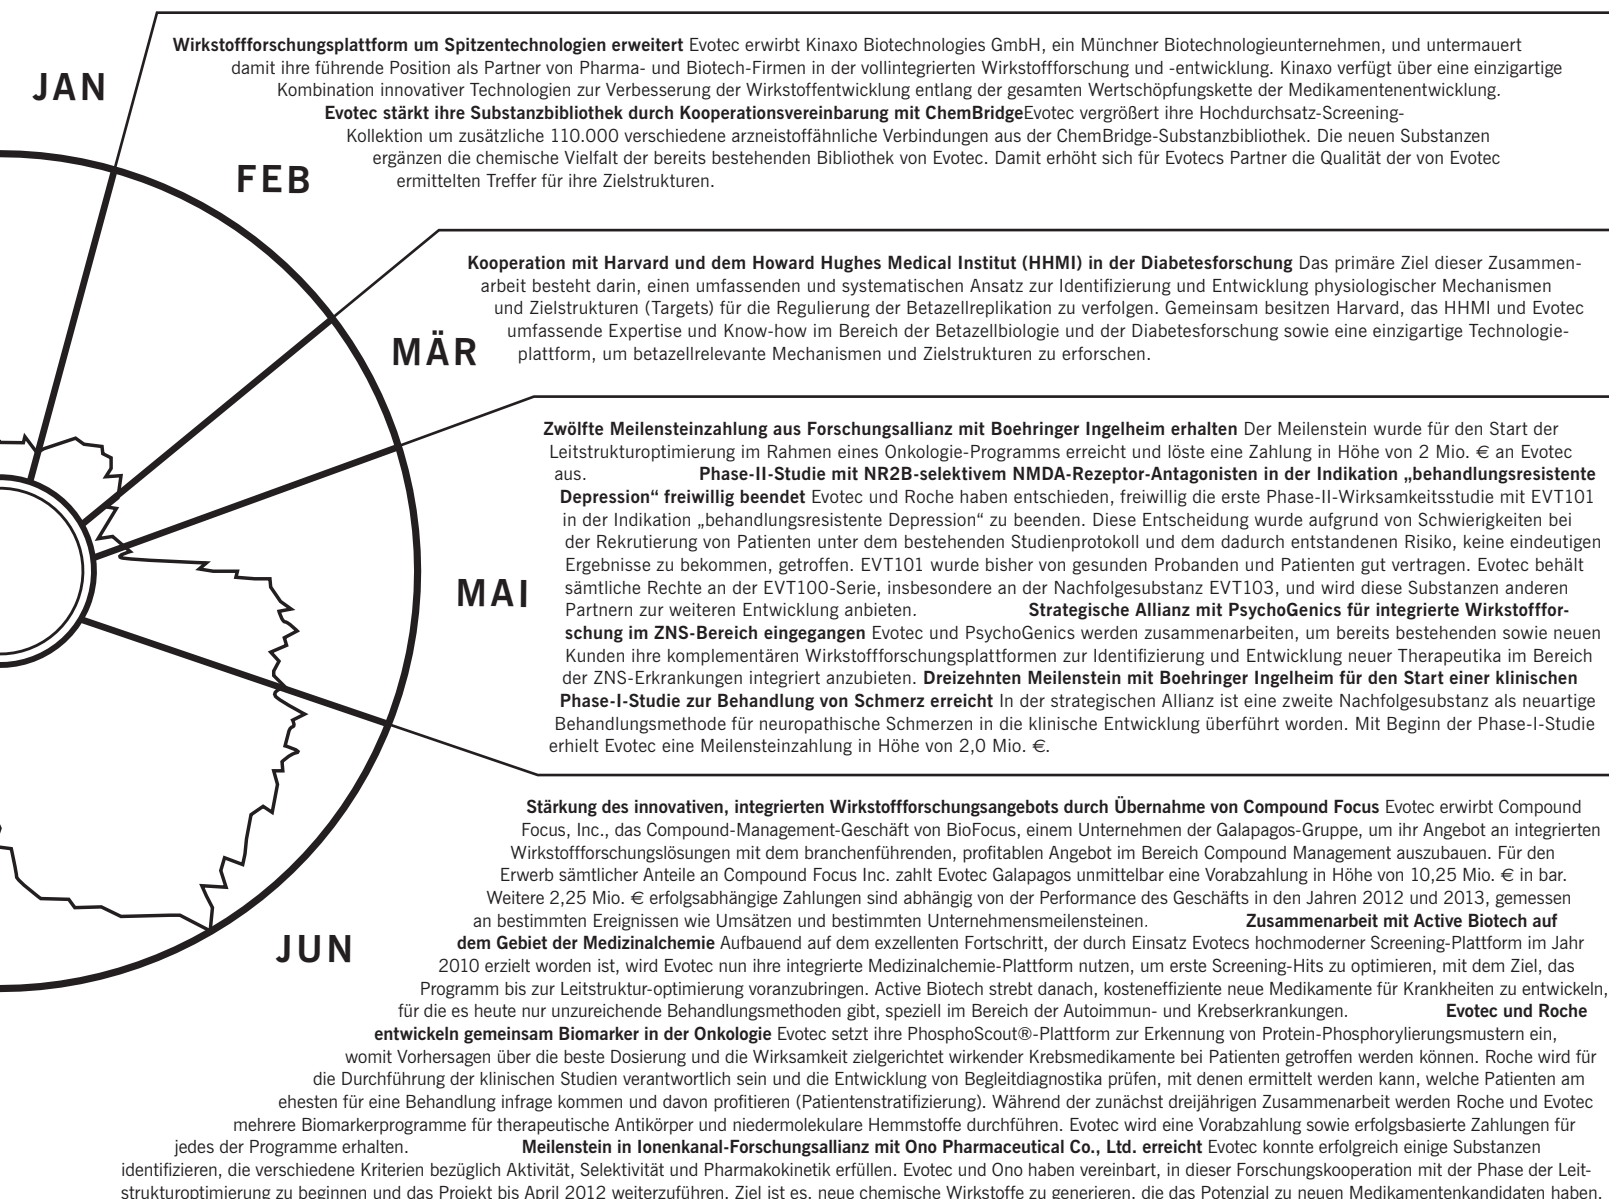 JAN
Wirkstoffforschungsplattform um Spitzentechnologien erweitert Evotec erwirbt Kinaxo Biotechnologies GmbH, ein Münchner Biotechnologieunternehmen, und untermauert
damit ihre führende Position als Partner von Pharma- und Biotech-Firmen in der vollintegrierten Wirkstoffforschung und -entwicklung. Kinaxo verfügt über eine einzigartige
Kombination innovativer Technologien zur Verbesserung der Wirkstoffentwicklung entlang der gesamten Wertschöpfungskette der Medikamentenentwicklung.
Evotec stärkt ihre Substanzbibliothek durch Kooperationsvereinbarung mit ChemBridgeEvotec vergrößert ihre Hochdurchsatz-Screening-
Kollektion um zusätzliche 110.000 verschiedene arzneistoffähnliche Verbindungen aus der ChemBridge-Substanzbibliothek. Die neuen Substanzen
ergänzen die chemische Vielfalt der bereits bestehenden Bibliothek von Evotec. Damit erhöht sich für Evotecs Partner die Qualität der von Evotec
ermittelten Treffer für ihre Zielstrukturen.
FEB
Kooperation mit Harvard und dem Howard Hughes Medical Institut (HHMI) in der Diabetesforschung Das primäre Ziel dieser Zusammen-
arbeit besteht darin, einen umfassenden und systematischen Ansatz zur Identifizierung und Entwicklung physiologischer Mechanismen
und Zielstrukturen (Targets) für die Regulierung der Betazellreplikation zu verfolgen. Gemeinsam besitzen Harvard, das HHMI und Evotec
umfassende Expertise und Know-how im Bereich der Betazellbiologie und der Diabetesforschung sowie eine einzigartige Technologie-
plattform, um betazellrelevante Mechanismen und Zielstrukturen zu erforschen.
MÄR
Zwölfte Meilensteinzahlung aus Forschungsallianz mit Boehringer Ingelheim erhalten Der Meilenstein wurde für den Start der
Leitstrukturoptimierung im Rahmen eines Onkologie-Programms erreicht und löste eine Zahlung in Höhe von 2 Mio. € an Evotec
aus. Phase-II-Studie mit NR2B-selektivem NMDA-Rezeptor-Antagonisten in der Indikation „behandlungsresistente
Depression“ freiwillig beendet Evotec und Roche haben entschieden, freiwillig die erste Phase-II-Wirksamkeitsstudie mit EVT101
in der Indikation „behandlungsresistente Depression“ zu beenden. Diese Entscheidung wurde aufgrund von Schwierigkeiten bei
der Rekrutierung von Patienten unter dem bestehenden Studienprotokoll und dem dadurch entstandenen Risiko, keine eindeutigen
Ergebnisse zu bekommen, getroffen. EVT101 wurde bisher von gesunden Probanden und Patienten gut vertragen. Evotec behält
sämtliche Rechte an der EVT100-Serie, insbesondere an der Nachfolgesubstanz EVT103, und wird diese Substanzen anderen
Partnern zur weiteren Entwicklung anbieten. Strategische Allianz mit PsychoGenics für integrierte Wirkstofffor-
schung im ZNS-Bereich eingegangen Evotec und PsychoGenics werden zusammenarbeiten, um bereits bestehenden sowie neuen
Kunden ihre komplementären Wirkstoffforschungsplattformen zur Identifizierung und Entwicklung neuer Therapeutika im Bereich
der ZNS-Erkrankungen integriert anzubieten. Dreizehnten Meilenstein mit Boehringer Ingelheim für den Start einer klinischen
Phase-I-Studie zur Behandlung von Schmerz erreicht In der strategischen Allianz ist eine zweite Nachfolgesubstanz als neuartige
Behandlungsmethode für neuropathische Schmerzen in die klinische Entwicklung überführt worden. Mit Beginn der Phase-I-Studie
erhielt Evotec eine Meilensteinzahlung in Höhe von 2,0 Mio. €.
MAI
Stärkung des innovativen, integrierten Wirkstoffforschungsangebots durch Übernahme von Compound Focus Evotec erwirbt Compound
Focus, Inc., das Compound-Management-Geschäft von BioFocus, einem Unternehmen der Galapagos-Gruppe, um ihr Angebot an integrierten
Wirkstoffforschungslösungen mit dem branchenführenden, profitablen Angebot im Bereich Compound Management auszubauen. Für den
Erwerb sämtlicher Anteile an Compound Focus Inc. zahlt Evotec Galapagos unmittelbar eine Vorabzahlung in Höhe von 10,25 Mio. € in bar.
Weitere 2,25 Mio. € erfolgsabhängige Zahlungen sind abhängig von der Performance des Geschäfts in den Jahren 2012 und 2013, gemessen
an bestimmten Ereignissen wie Umsätzen und bestimmten Unternehmensmeilensteinen. Zusammenarbeit mit Active Biotech auf
dem Gebiet der Medizinalchemie Aufbauend auf dem exzellenten Fortschritt, der durch Einsatz Evotecs hochmoderner Screening-Plattform im Jahr
2010 erzielt worden ist, wird Evotec nun ihre integrierte Medizinalchemie-Plattform nutzen, um erste Screening-Hits zu optimieren, mit dem Ziel, das
Programm bis zur Leitstruktur-optimierung voranzubringen. Active Biotech strebt danach, kosteneffiziente neue Medikamente für Krankheiten zu entwickeln,
für die es heute nur unzureichende Behandlungsmethoden gibt, speziell im Bereich der Autoimmun- und Krebserkrankungen. Evotec und Roche
entwickeln gemeinsam Biomarker in der Onkologie Evotec setzt ihre PhosphoScout®-Plattform zur Erkennung von Protein-Phosphorylierungsmustern ein,
womit Vorhersagen über die beste Dosierung und die Wirksamkeit zielgerichtet wirkender Krebsmedikamente bei Patienten getroffen werden können. Roche wird für
die Durchführung der klinischen Studien verantwortlich sein und die Entwicklung von Begleitdiagnostika prüfen, mit denen ermittelt werden kann, welche Patienten am
ehesten für eine Behandlung infrage kommen und davon profitieren (Patientenstratifizierung). Während der zunächst dreijährigen Zusammenarbeit werden Roche und Evotec
mehrere Biomarkerprogramme für therapeutische Antikörper und niedermolekulare Hemmstoffe durchführen. Evotec wird eine Vorabzahlung sowie erfolgsbasierte Zahlungen für
jedes der Programme erhalten. Meilenstein in Ionenkanal-Forschungsallianz mit Ono Pharmaceutical Co., Ltd. erreicht Evotec konnte erfolgreich einige Substanzen
identifizieren, die verschiedene Kriterien bezüglich Aktivität, Selektivität und Pharmakokinetik erfüllen. Evotec und Ono haben vereinbart, in dieser Forschungskooperation mit der Phase der Leit-
strukturoptimierung zu beginnen und das Projekt bis April 2012 weiterzuführen. Ziel ist es, neue chemische Wirkstoffe zu generieren, die das Potenzial zu neuen Medikamentenkandidaten haben.
JUN